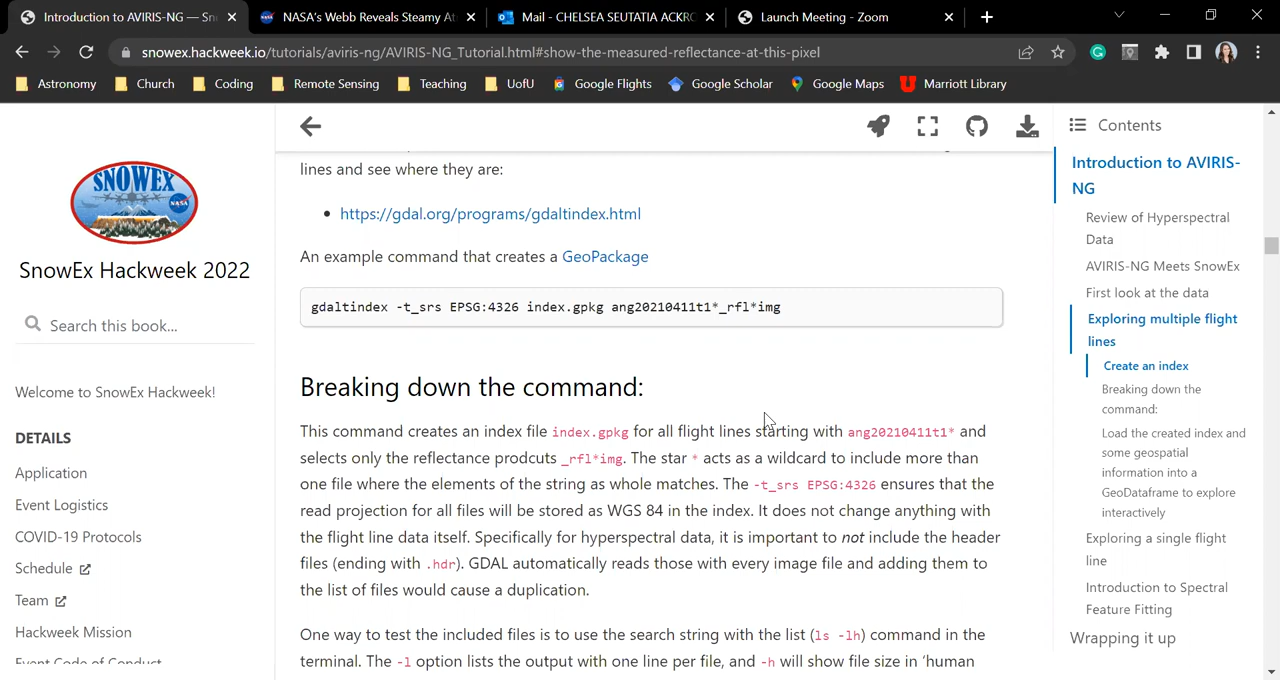 Introduction to AVIRIS-NG — Sn
NASA's Webb Reveals Steamy At
Mail - CHELSEA SEUTATIA ACKRO
Launch Meeting - Zoom
snowex.hackweek.io/tutorials/aviris-ng/AVIRIS-NG_Tutorial.html#show-the-measured-reflectance-at-this-pixel
Astronomy
Church
Coding
Remote Sensing
Teaching
UofU
Google Flights
Google Scholar
Google Maps
Marriott Library
SNOWEX
NASA
SnowEx Hackweek 2022
Search this book...
Welcome to SnowEx Hackweek!
DETAILS
Application
Event Logistics
COVID-19 Protocols
Schedule
Team
Hackweek Mission
Event Code of Conduct
lines and see where they are:
• https://gdal.org/programs/gdaltindex.html
An example command that creates a GeoPackage
gdaltindex -t_srs EPSG:4326 index.gpkg ang20210411t1*_rfl*img
Breaking down the command:
This command creates an index file index.gpkg for all flight lines starting with ang20210411t1* and
selects only the reflectance prodcuts _rfl*img. The star * acts as a wildcard to include more than
one file where the elements of the string as whole matches. The -t_srs EPSG:4326 ensures that the
read projection for all files will be stored as WGS 84 in the index. It does not change anything with
the flight line data itself. Specifically for hyperspectral data, it is important to not include the header
files (ending with .hdr). GDAL automatically reads those with every image file and adding them to
the list of files would cause a duplication.
One way to test the included files is to use the search string with the list (ls -lh) command in the
terminal. The -l option lists the output with one line per file, and -h will show file size in 'human
Contents
Introduction to AVIRIS-
NG
Review of Hyperspectral
Data
AVIRIS-NG Meets SnowEx
First look at the data
Exploring multiple flight
lines
Create an index
Breaking down the
command:
Load the created index and
some geospatial
information into a
GeoDataframe to explore
interactively
Exploring a single flight
line
Introduction to Spectral
Feature Fitting
Wrapping it up